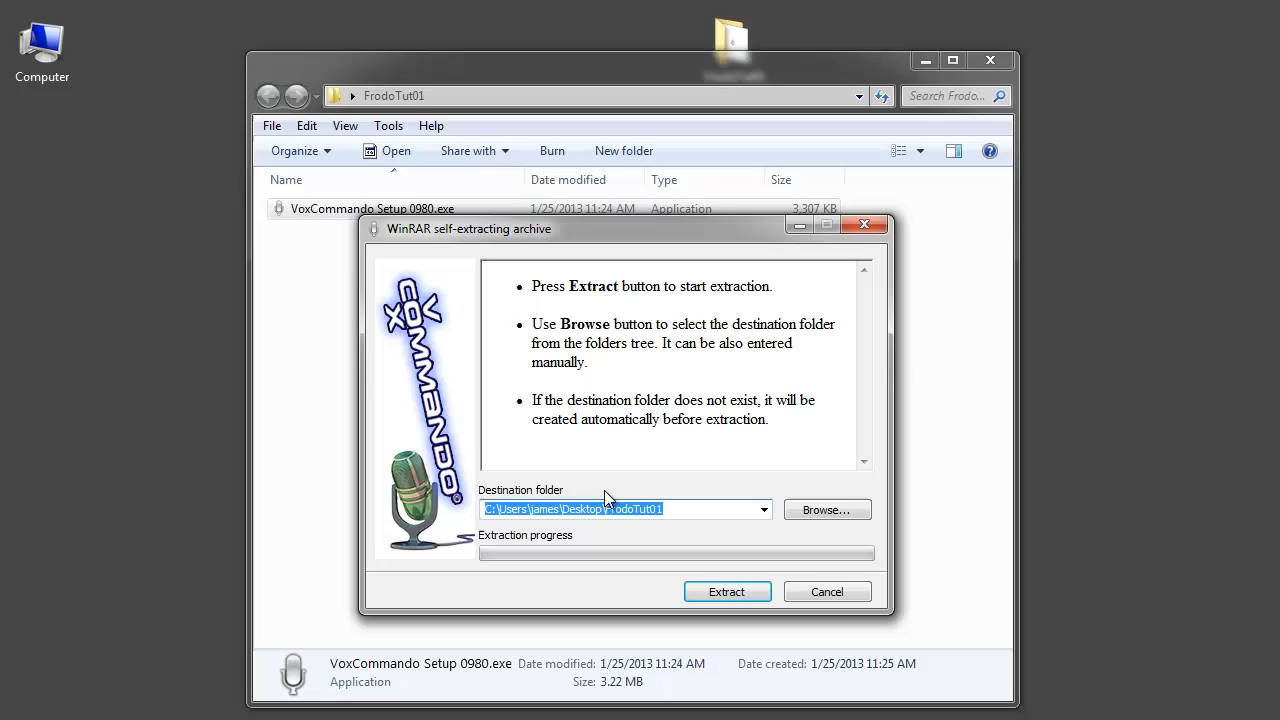 Computer
FrodoTut01
Search Frodo...
File Edit View Tools Help
Organize Open Share with Burn New folder
Name Date modified Type Size
VoxCommando Setup 0980.exe 1/25/2013 11:24 AM Application 3,307 KB
WinRAR self-extracting archive
VOX COMMANDO
Press Extract button to start extraction.
Use Browse button to select the destination folder
from the folders tree. It can be also entered
manually.
If the destination folder does not exist, it will be
created automatically before extraction.
Destination folder
C:\Users\james\Desktop\FrodoTut01
Browse...
Extraction progress
Extract Cancel
VoxCommando Setup 0980.exe Date modified: 1/25/2013 11:24 AM Date created: 1/25/2013 11:25 AM
Application Size: 3.22 MB